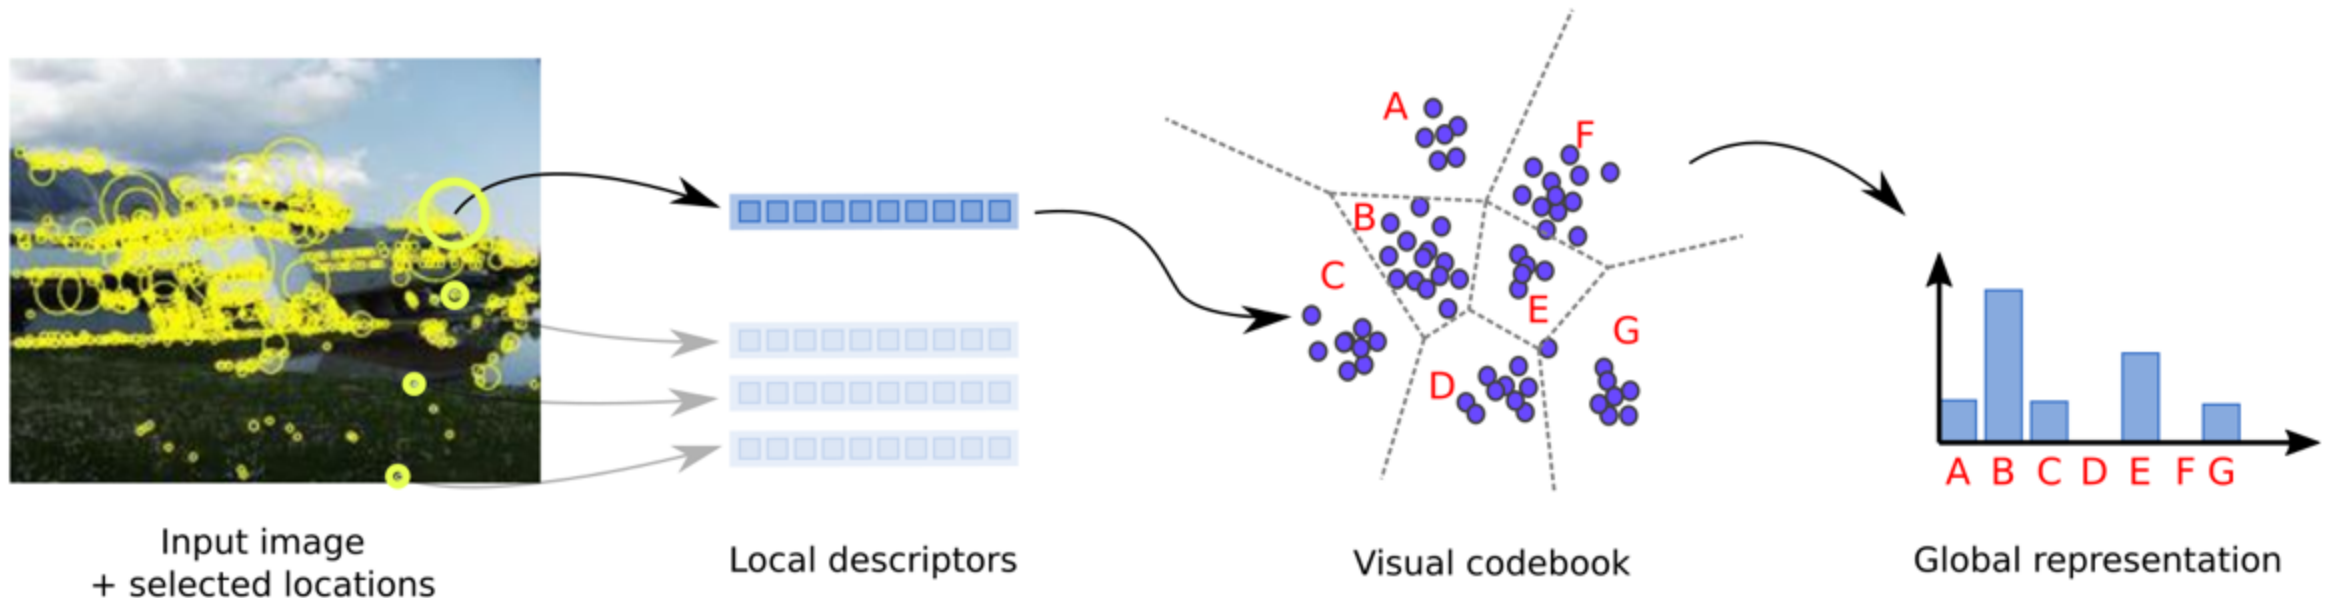 A
F
B
C
E
G
D
A B C D E F G
Input image
+ selected locations
Local descriptors
Visual codebook
Global representation